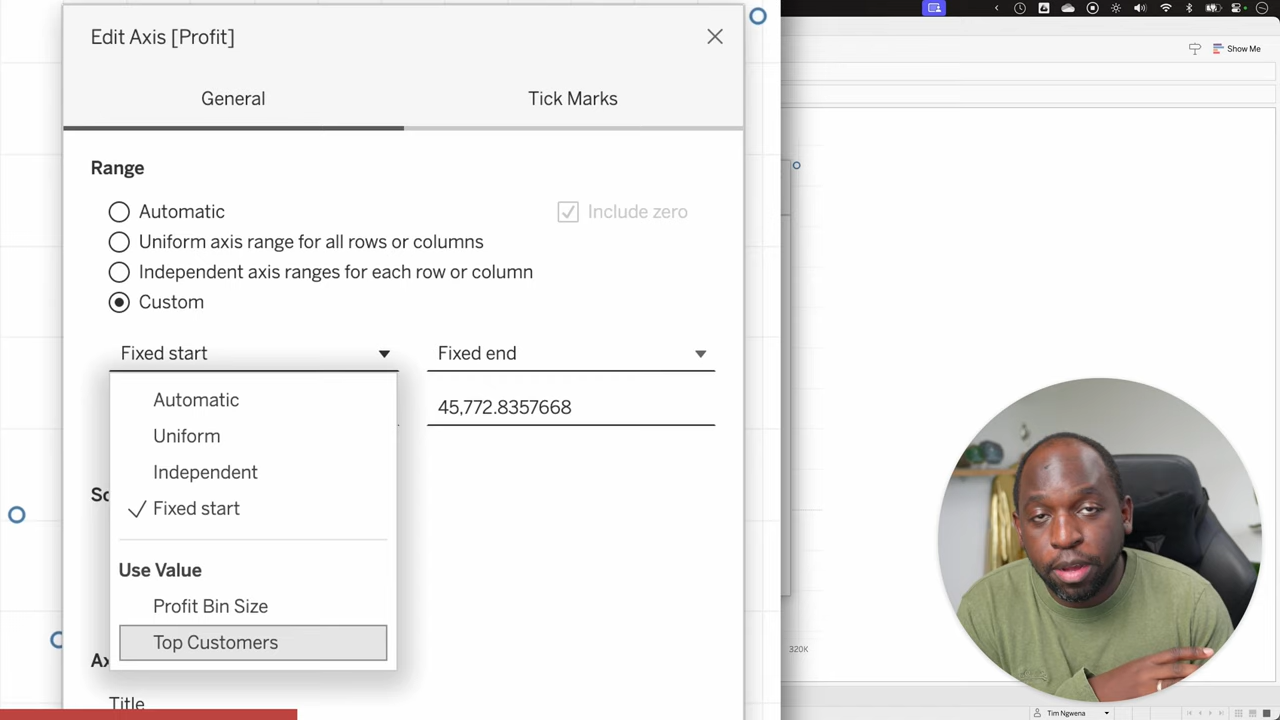 Edit Axis [Profit]
Show Me
General
Tick Marks
Range
Automatic
Include zero
Uniform axis range for all rows or columns
Independent axis ranges for each row or column
Custom
Fixed start
Fixed end
Automatic
45,772.8357668
Uniform
Independent
Sc
Fixed start
Use Value
Profit Bin Size
Top Customers
320K
Ax
Title
Tim Ngwena